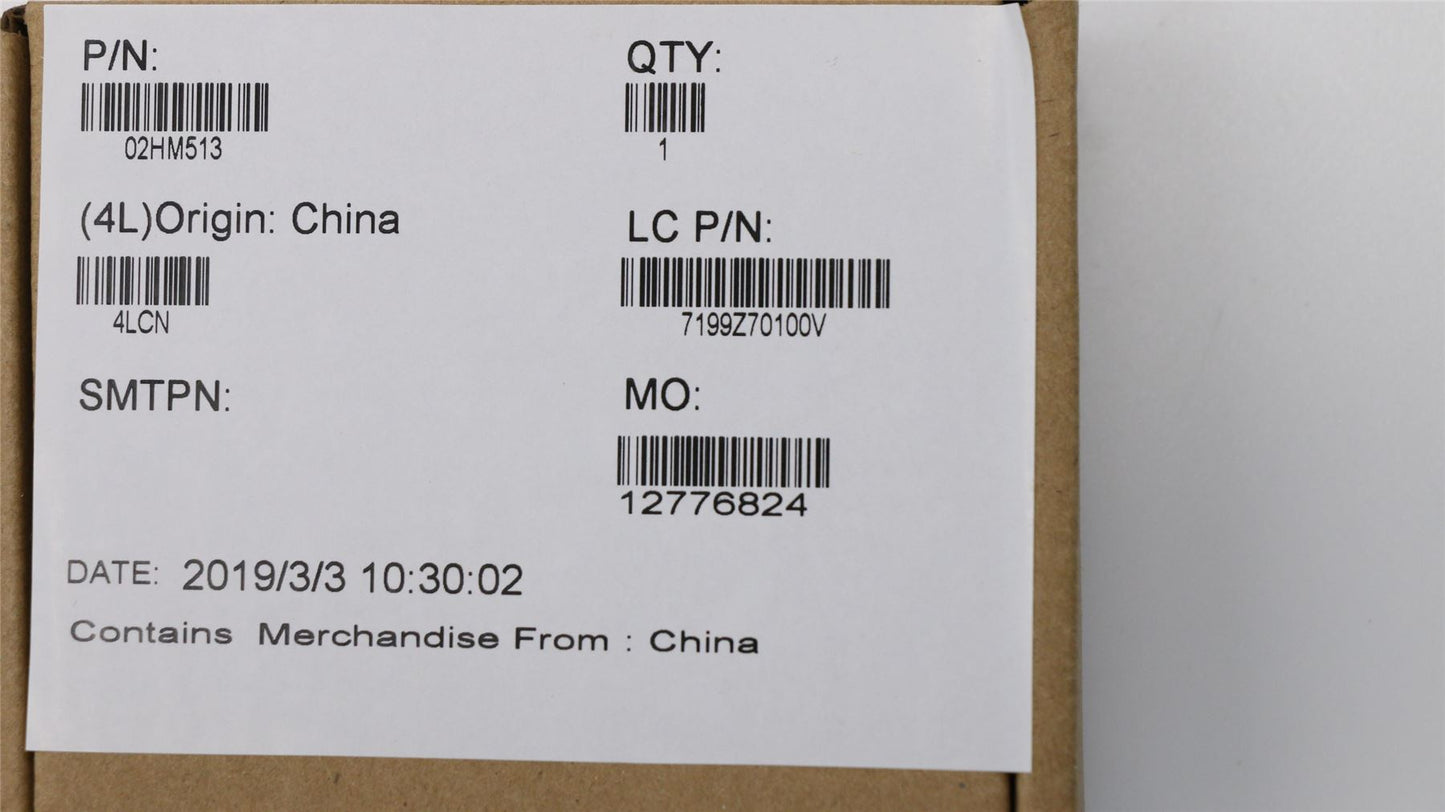 P/N:
QTY:
02HM513
1
(4L)Origin: China
LC P/N:
4LCN
7199Z70100V
SMTPN:
MO:
12776824
DATE: 2019/3/3 10:30:02
Contains Merchandise From : China